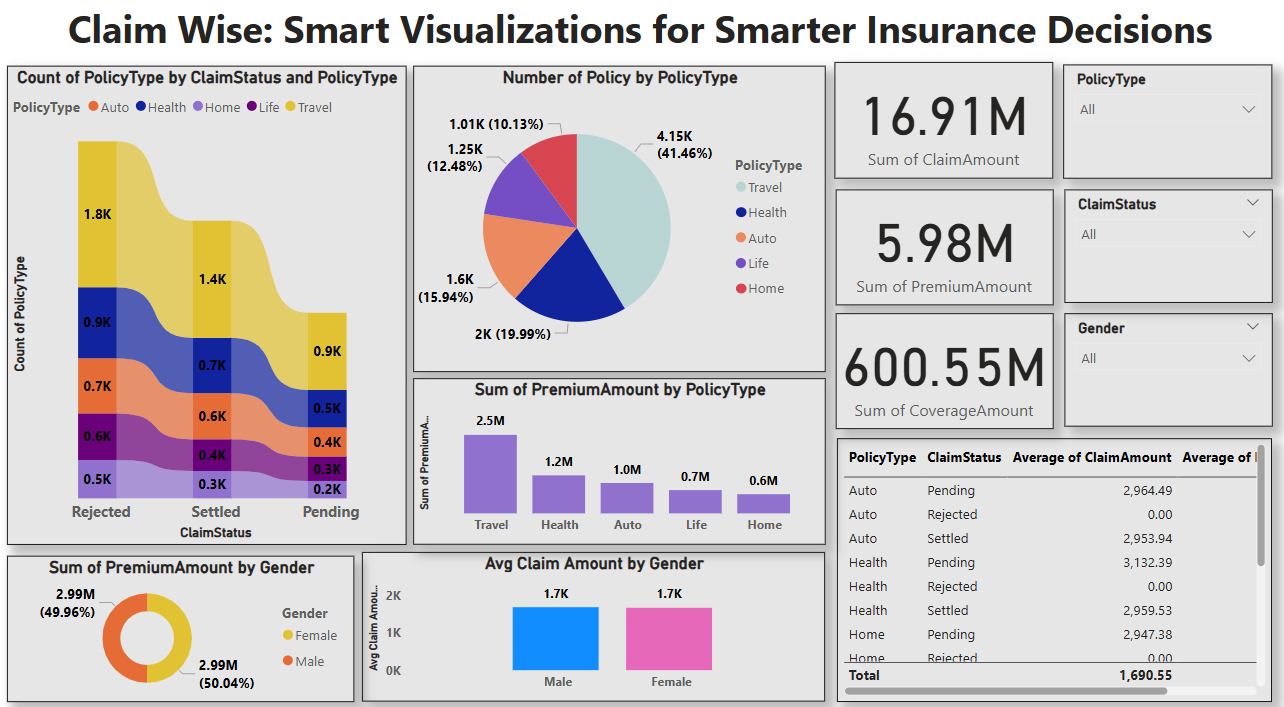 Claim Wise: Smart Visualizations for Smarter Insurance Decisions
Count of PolicyType by ClaimStatus and PolicyType
PolicyType Auto Health Home Life Travel
Count of PolicyType
1.8K
0.9K
0.7K
0.6K
0.5K
1.4K
0.7K
0.6K
0.4K
0.3K
0.9K
0.5K
0.4K
0.3K
0.2K
Rejected Settled Pending
ClaimStatus
Number of Policy by PolicyType
1.01K (10.13%)
1.25K
(12.48%)
1.6K
(15.94%)
2K (19.99%)
4.15K
(41.46%)
PolicyType
Travel
Health
Auto
Life
Home
16.91M
Sum of ClaimAmount
5.98M
Sum of PremiumAmount
600.55M
Sum of CoverageAmount
PolicyType
All
ClaimStatus
All
Gender
All
Sum of PremiumAmount by PolicyType
Sum of PremiumA...
2.5M
1.2M
1.0M
0.7M
0.6M
Travel Health Auto Life Home
Sum of PremiumAmount by Gender
2.99M
(49.96%)
2.99M
(50.04%)
Gender
Female
Male
Avg Claim Amount by Gender
Avg Claim Amou...
2K
1K
0K
1.7K
1.7K
Male Female
PolicyType ClaimStatus Average of ClaimAmount Average of
Auto Pending 2,964.49
Auto Rejected 0.00
Auto Settled 2,953.94
Health Pending 3,132.39
Health Rejected 0.00
Health Settled 2,959.53
Home Pending 2,947.38
Home Rejected 0.00
Total 1,690.55